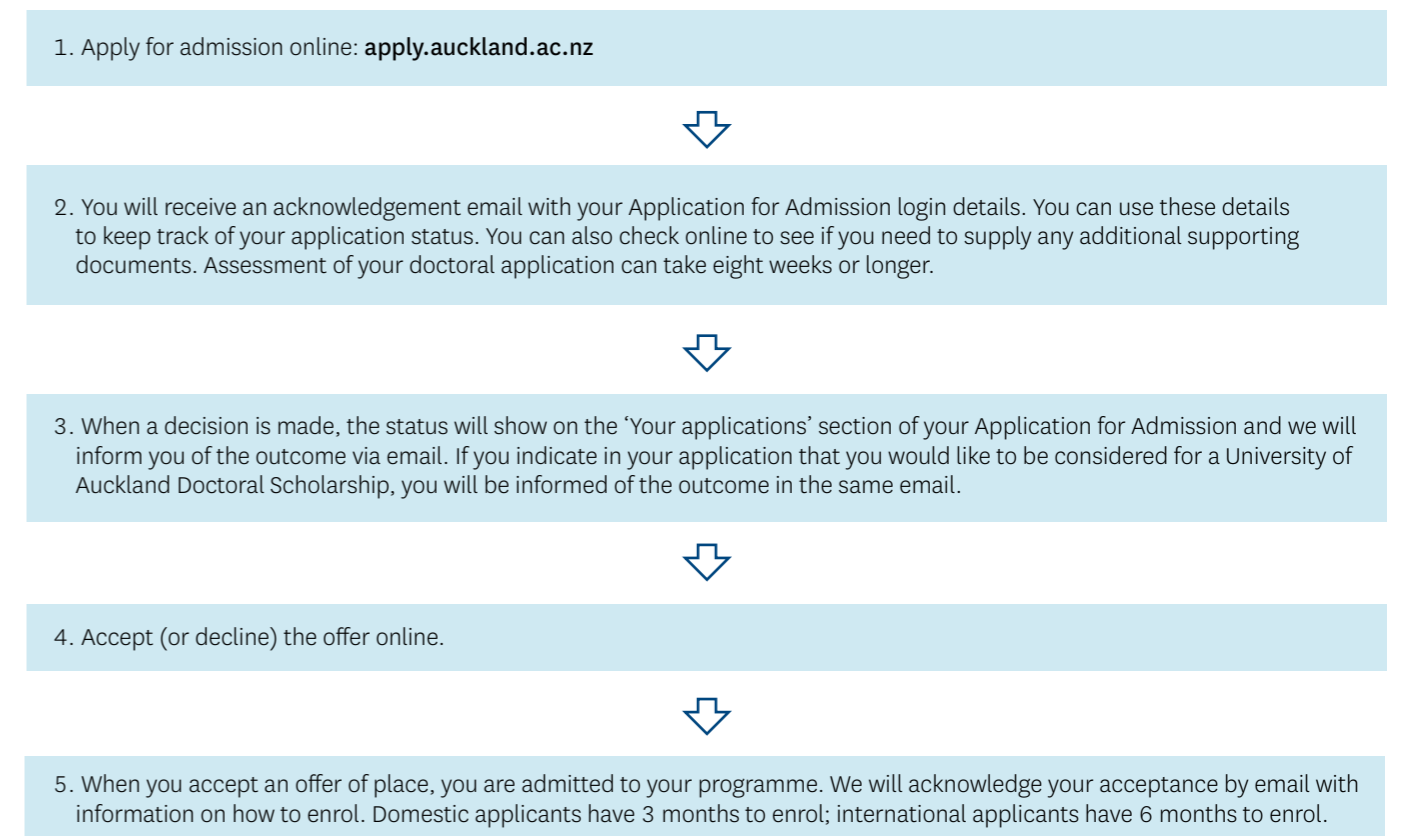 1. Apply for admission online: apply.auckland.ac.nz
2. You will receive an acknowledgement email with your Application for Admission login details. You can use these details
to keep track of your application status. You can also check online to see if you need to supply any additional supporting
documents. Assessment of your doctoral application can take eight weeks or longer.
3. When a decision is made, the status will show on the ‘Your applications’ section of your Application for Admission and we will
inform you of the outcome via email. If you indicate in your application that you would like to be considered for a University of
Auckland Doctoral Scholarship, you will be informed of the outcome in the same email.
4. Accept (or decline) the offer online.
5. When you accept an offer of place, you are admitted to your programme. We will acknowledge your acceptance by email with
information on how to enrol. Domestic applicants have 3 months to enrol; international applicants have 6 months to enrol.